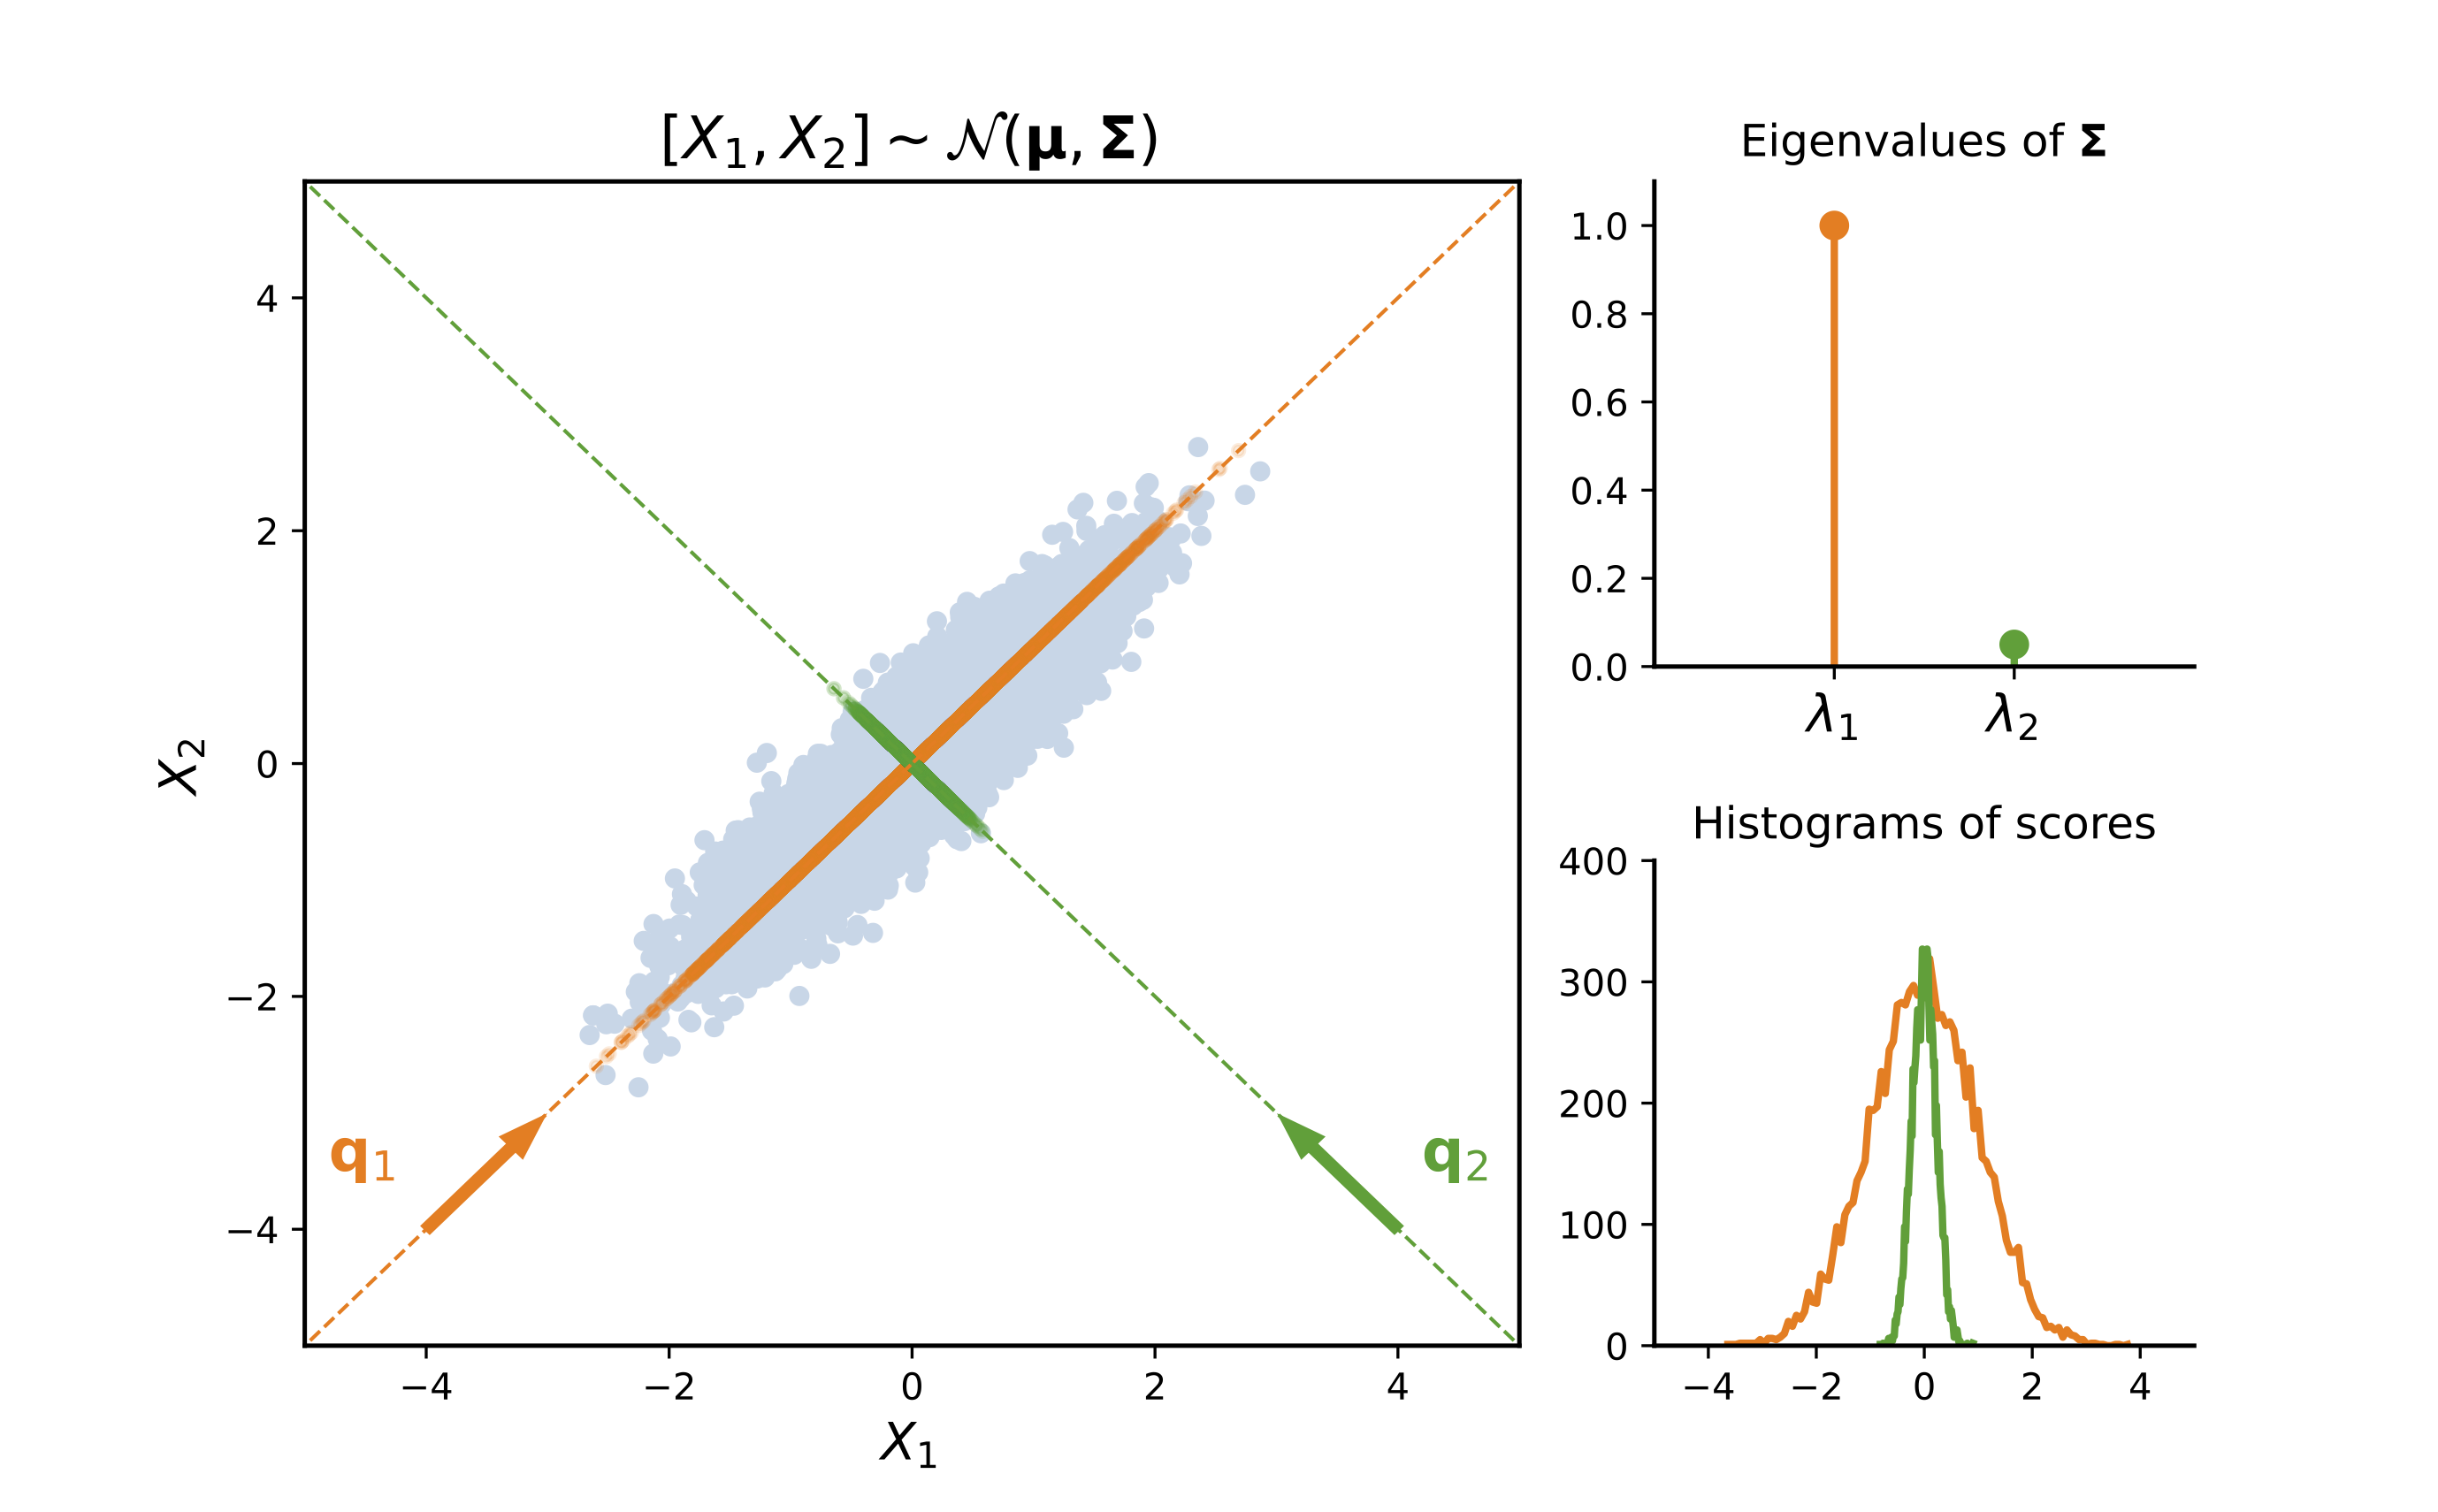 [X₁, X₂] ~ 𝒩(𝛍, 𝚺)
4
2
0
−2
−4
X₂
q₁
q₂
−4 −2 0 2 4
X₁
Eigenvalues of 𝚺
1.0
0.8
0.6
0.4
0.2
0.0
λ₁ λ₂
Histograms of scores
400
300
200
100
0
−4 −2 0 2 4